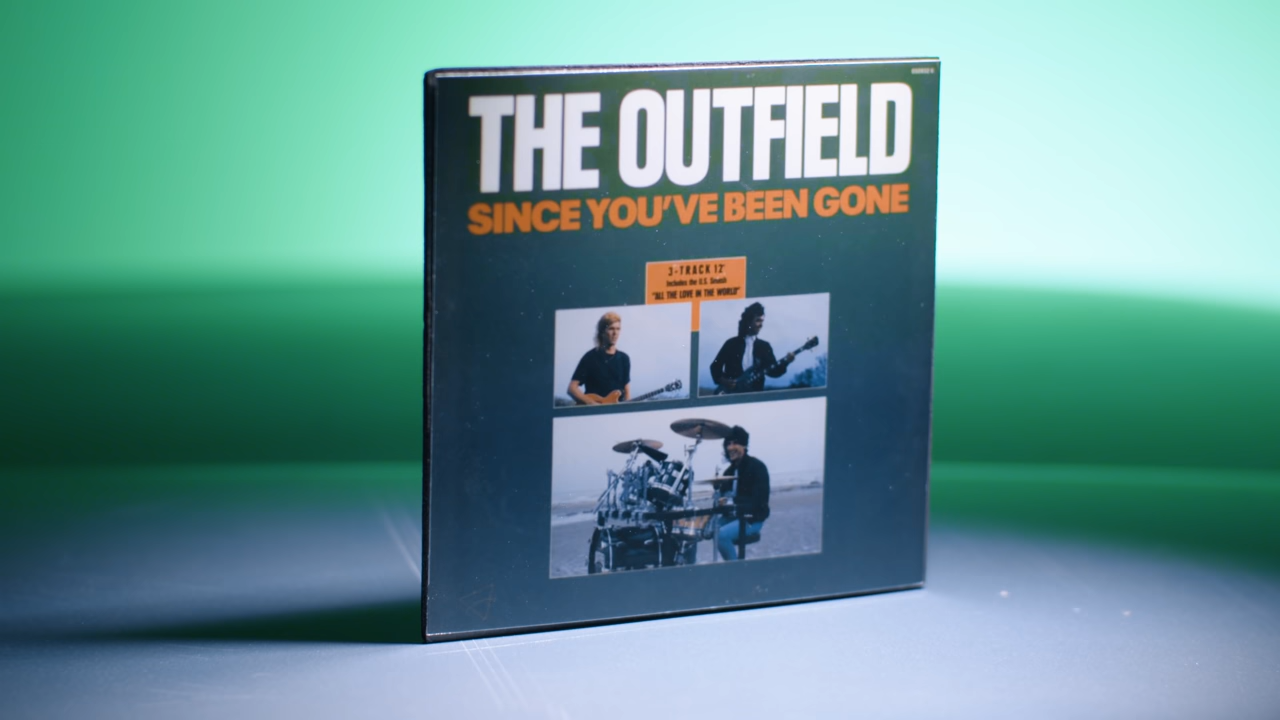 THE OUTFIELD
SINCE YOU'VE BEEN GONE
3-TRACK 12"
Includes the U.S. Smash
"ALL THE LOVE IN THE WORLD"